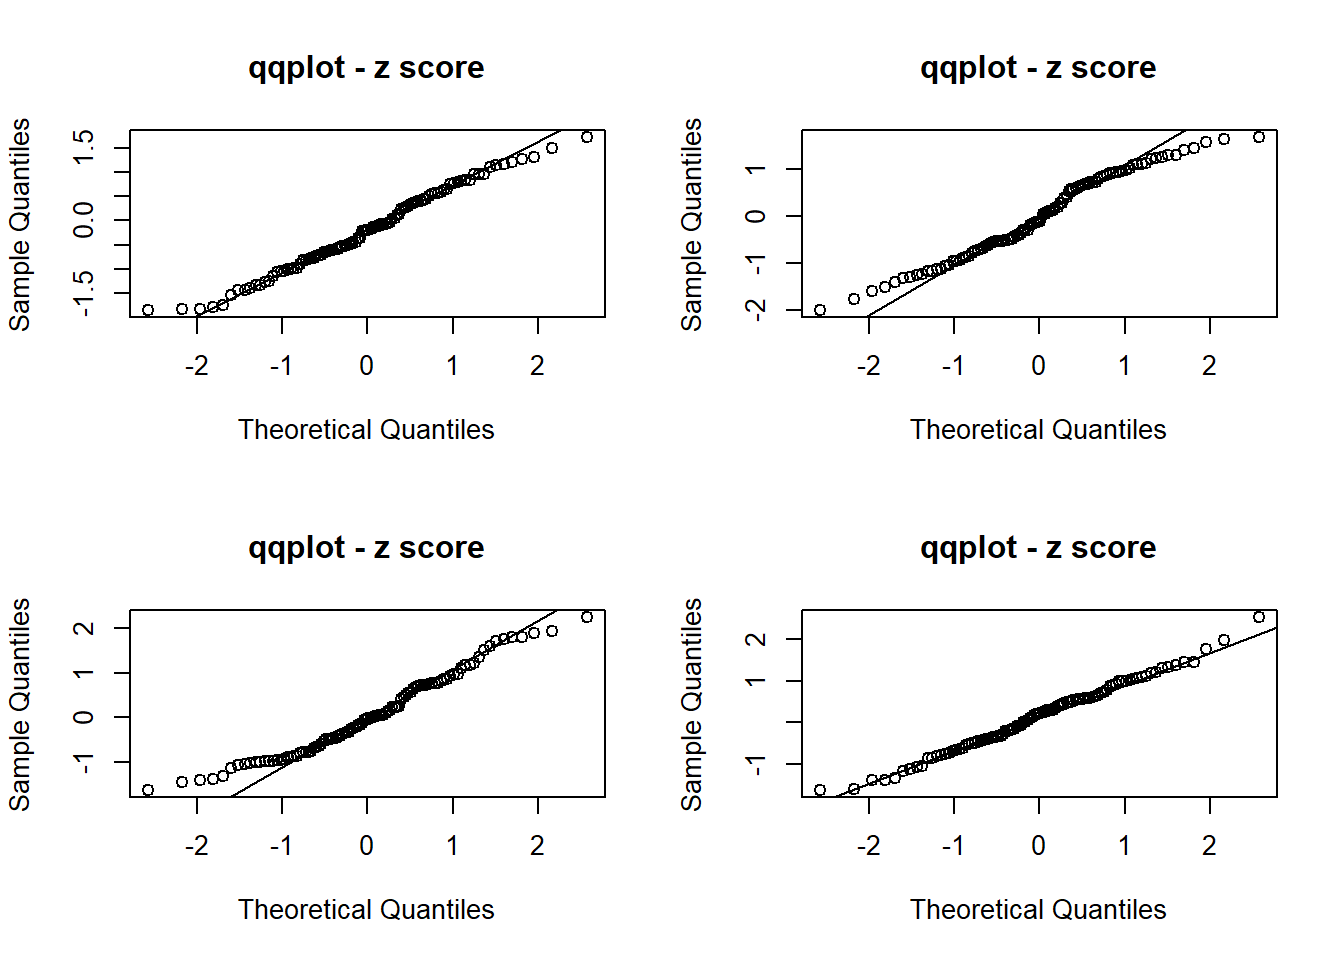 qqplot - z score
Sample Quantiles
1.5
0.0
-1.5
-2 -1 0 1 2
Theoretical Quantiles
qqplot - z score
Sample Quantiles
1
0
-1
-2
-2 -1 0 1 2
Theoretical Quantiles
qqplot - z score
Sample Quantiles
2
1
0
-1
-2 -1 0 1 2
Theoretical Quantiles
qqplot - z score
Sample Quantiles
2
1
-1
-2 -1 0 1 2
Theoretical Quantiles